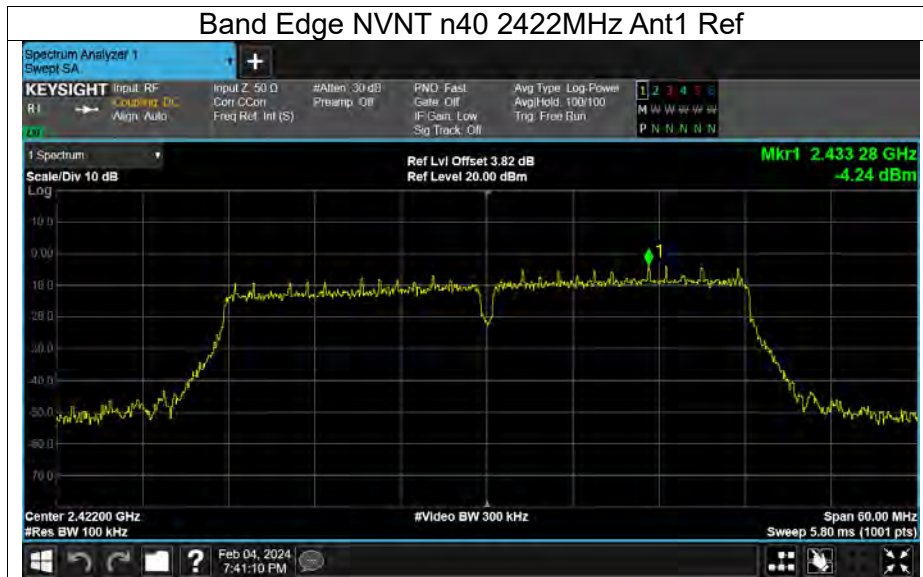 Band Edge NVNT n40 2422MHz Ant1 Ref
Spectrum Analyzer 1
Swept SA
KEYSIGHT Input: RF
Coupling: DC
Align: Auto
Input Z: 50 Ω
Corr CCorr
Freq Ref: Int (S)
#Atten: 30 dB
Preamp: Off
PNO: Fast
Gate: Off
IF Gain: Low
Sig Track: Off
Avg Type: Log-Power
Avg|Hold: 100/100
Trig: Free Run
1 2 3 4 5 6
M W W W W W
P N N N N N
1 Spectrum
Scale/Div 10 dB
Log
Ref Lvl Offset 3.82 dB
Ref Level 20.00 dBm
Mkr1 2.433 28 GHz
-4.24 dBm
10.0
0.00
1
-10.0
-20.0
-30.0
-40.0
-50.0
-60.0
-70.0
Center 2.42200 GHz
#Res BW 100 kHz
#Video BW 300 kHz
Span 60.00 MHz
Sweep 5.80 ms (1001 pts)
?
Feb 04, 2024
7:41:10 PM